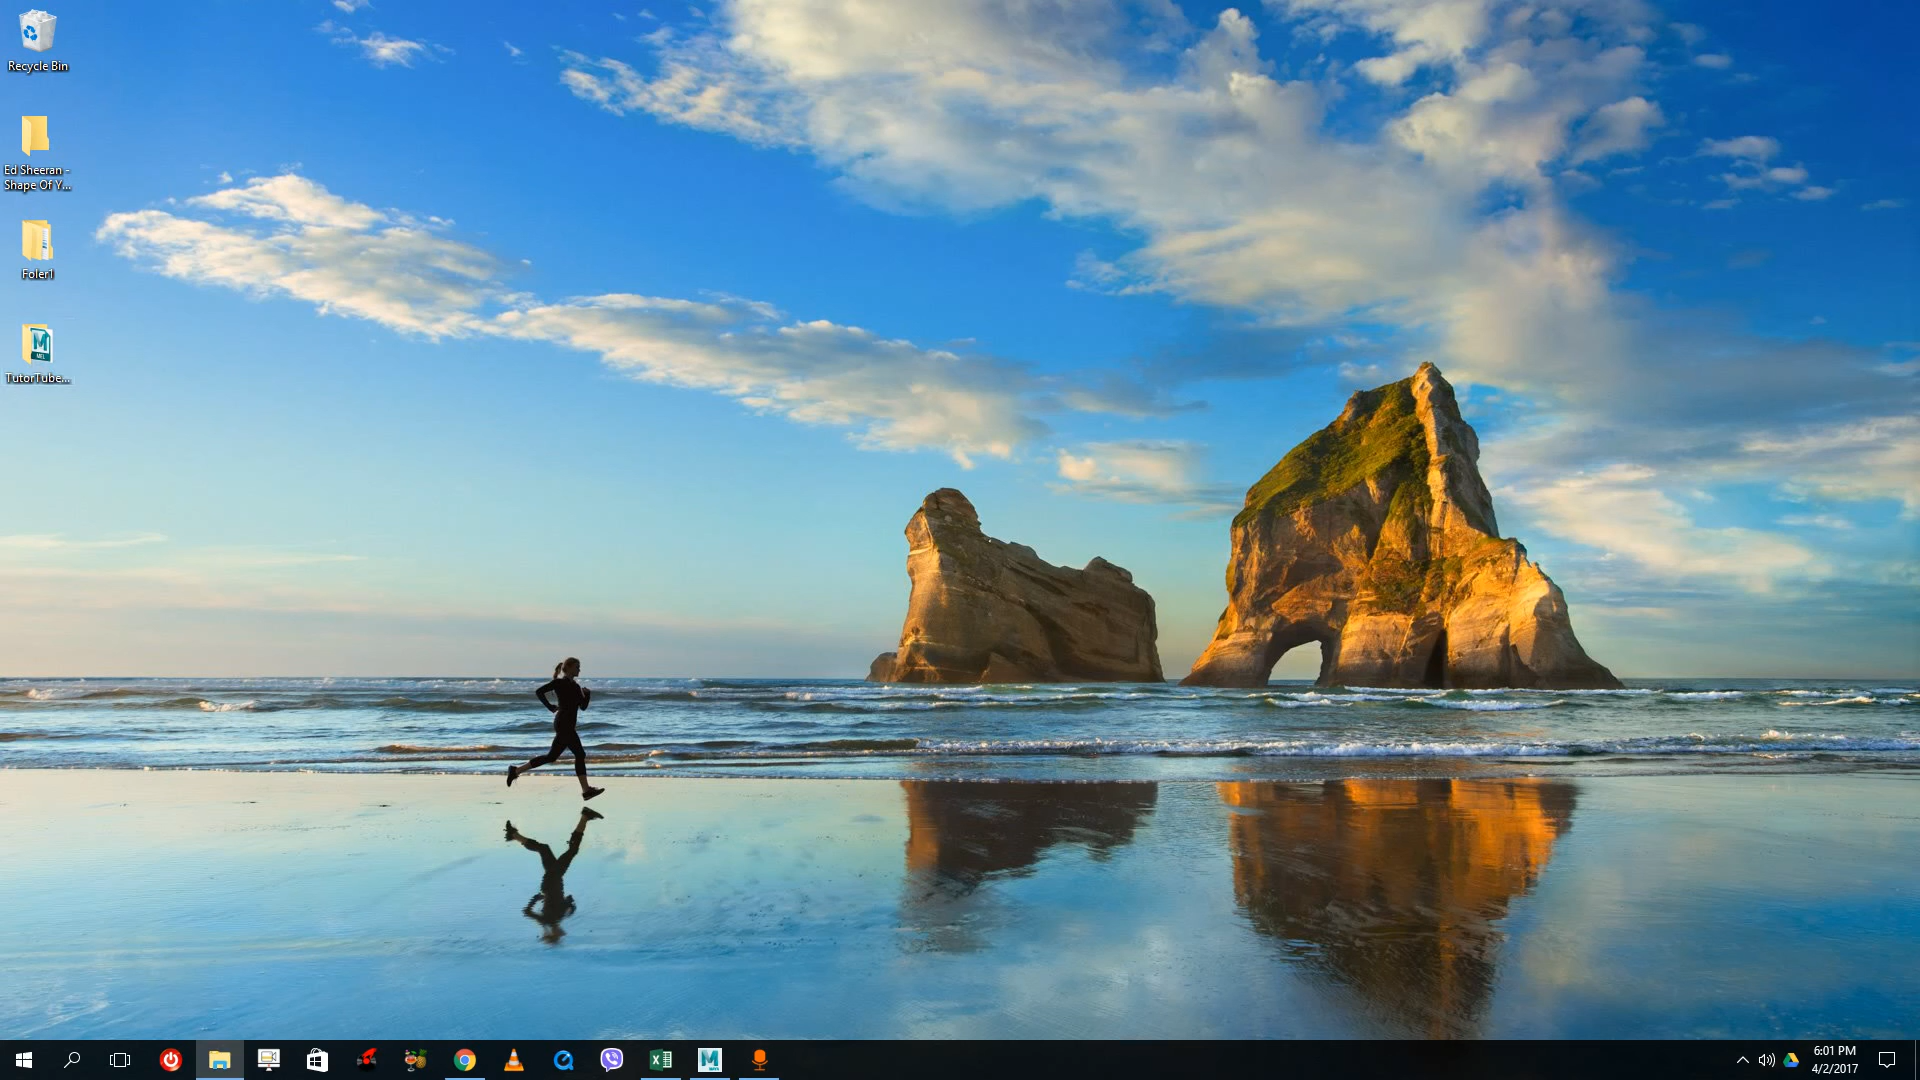 Recycle Bin
Ed Sheeran -
Shape Of Y...
Foler1
TutorTube...
6:01 PM
4/2/2017